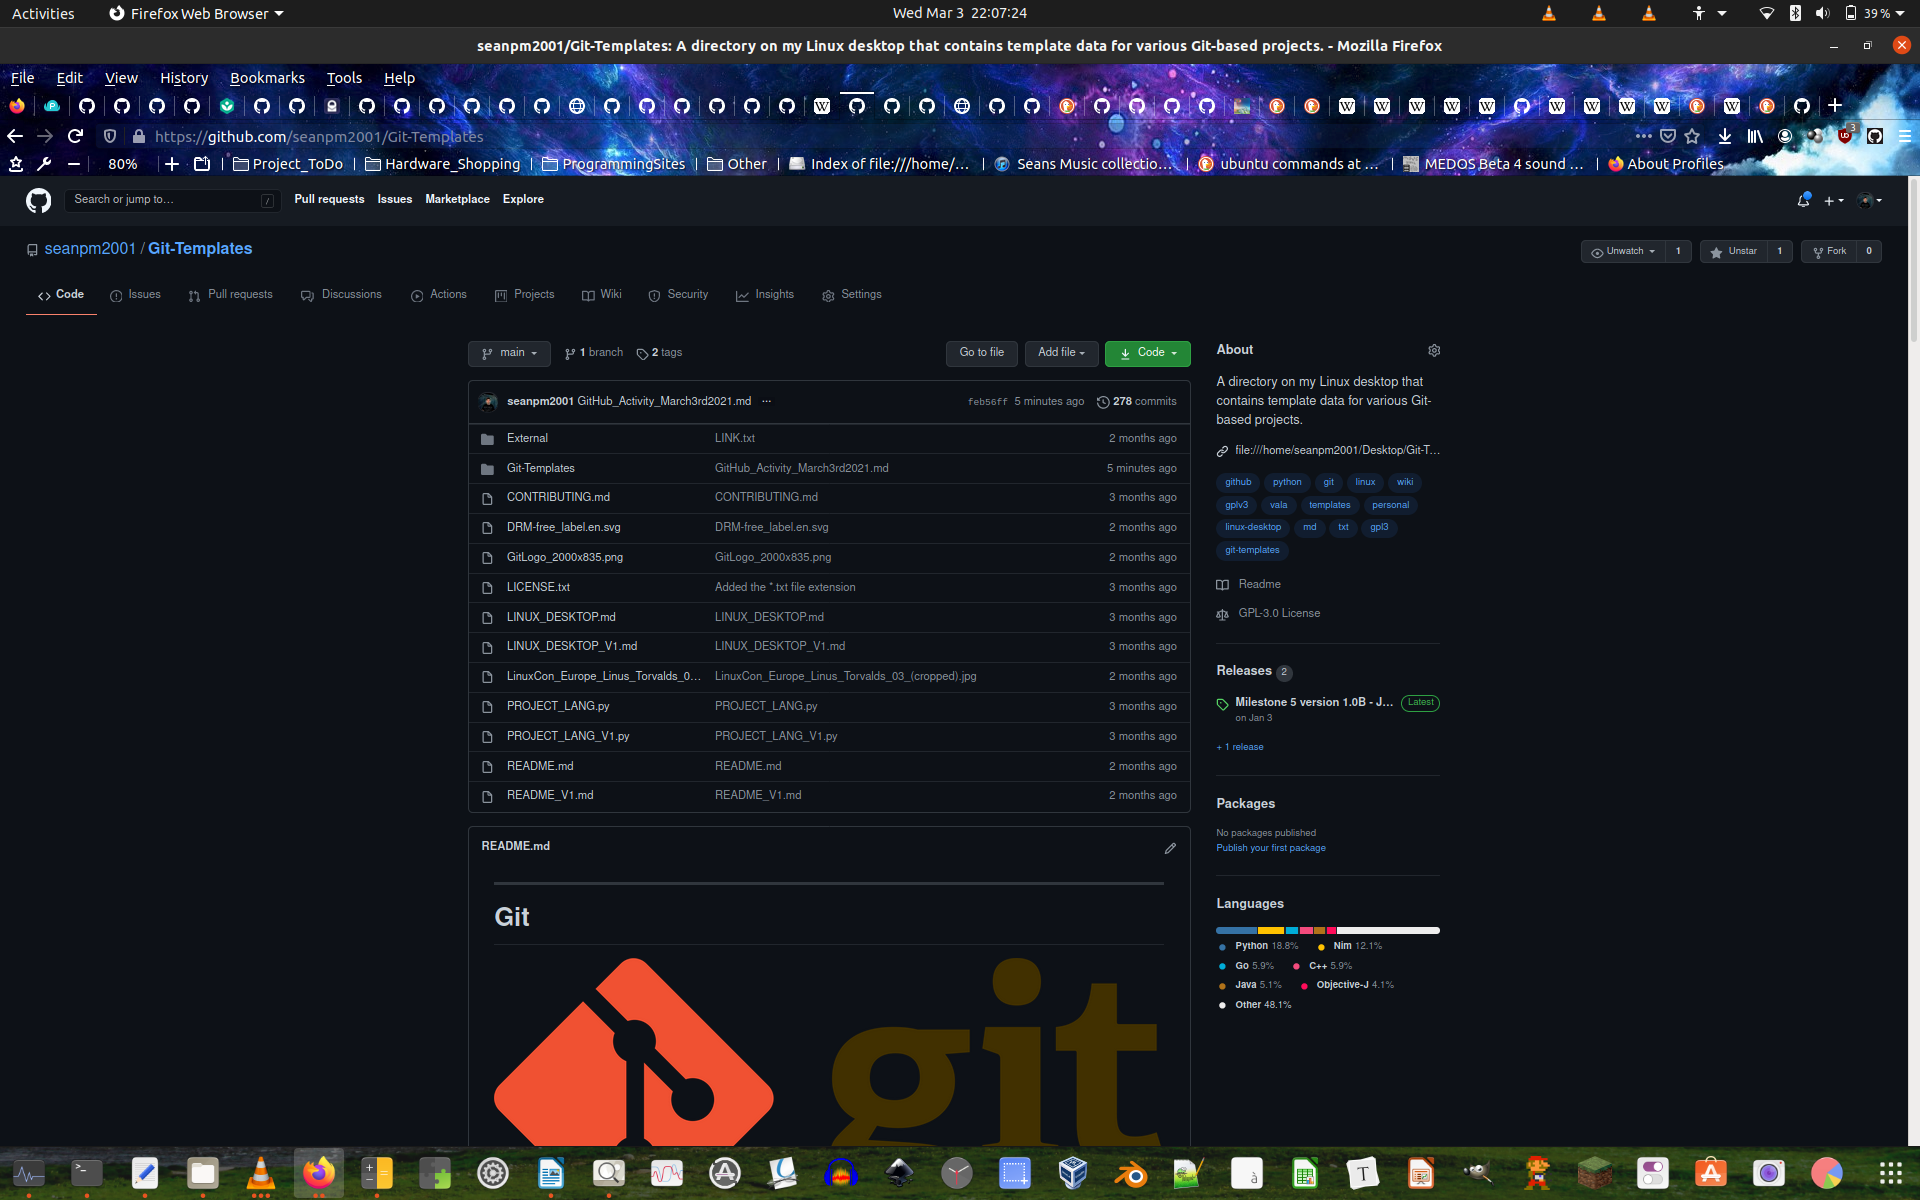 Activities Firefox Web Browser Wed Mar 3 22:07:24 39 %
seanpm2001/Git-Templates: A directory on my Linux desktop that contains template data for various Git-based projects. - Mozilla Firefox
File Edit View History Bookmarks Tools Help
https://github.com/seanpm2001/Git-Templates
80% Project_ToDo Hardware_Shopping ProgrammingSites Other Index of file:///home/... Seans Music collectio... ubuntu commands at ... MEDOS Beta 4 sound ... About Profiles
Search or jump to... / Pull requests Issues Marketplace Explore
seanpm2001 / Git-Templates Unwatch 1 Unstar 1 Fork 0
Code Issues Pull requests Discussions Actions Projects Wiki Security Insights Settings
main 1 branch 2 tags Go to file Add file Code
seanpm2001 GitHub_Activity_March3rd2021.md ... feb56ff 5 minutes ago 278 commits
External LINK.txt 2 months ago
Git-Templates GitHub_Activity_March3rd2021.md 5 minutes ago
CONTRIBUTING.md CONTRIBUTING.md 3 months ago
DRM-free_label.en.svg DRM-free_label.en.svg 2 months ago
GitLogo_2000x835.png GitLogo_2000x835.png 2 months ago
LICENSE.txt Added the *.txt file extension 3 months ago
LINUX_DESKTOP.md LINUX_DESKTOP.md 3 months ago
LINUX_DESKTOP_V1.md LINUX_DESKTOP_V1.md 3 months ago
LinuxCon_Europe_Linus_Torvalds_0... LinuxCon_Europe_Linus_Torvalds_03_(cropped).jpg 2 months ago
PROJECT_LANG.py PROJECT_LANG.py 3 months ago
PROJECT_LANG_V1.py PROJECT_LANG_V1.py 3 months ago
README.md README.md 2 months ago
README_V1.md README_V1.md 2 months ago
README.md
Git
git
About
A directory on my Linux desktop that
contains template data for various Git-
based projects.
file:///home/seanpm2001/Desktop/Git-T...
github python git linux wiki
gplv3 vala templates personal
linux-desktop md txt gpl3
git-templates
Readme
GPL-3.0 License
Releases 2
Milestone 5 version 1.0B - J... Latest
on Jan 3
+ 1 release
Packages
No packages published
Publish your first package
Languages
Python 18.8% Nim 12.1%
Go 5.9% C++ 5.9%
Java 5.1% Objective-J 4.1%
Other 48.1%